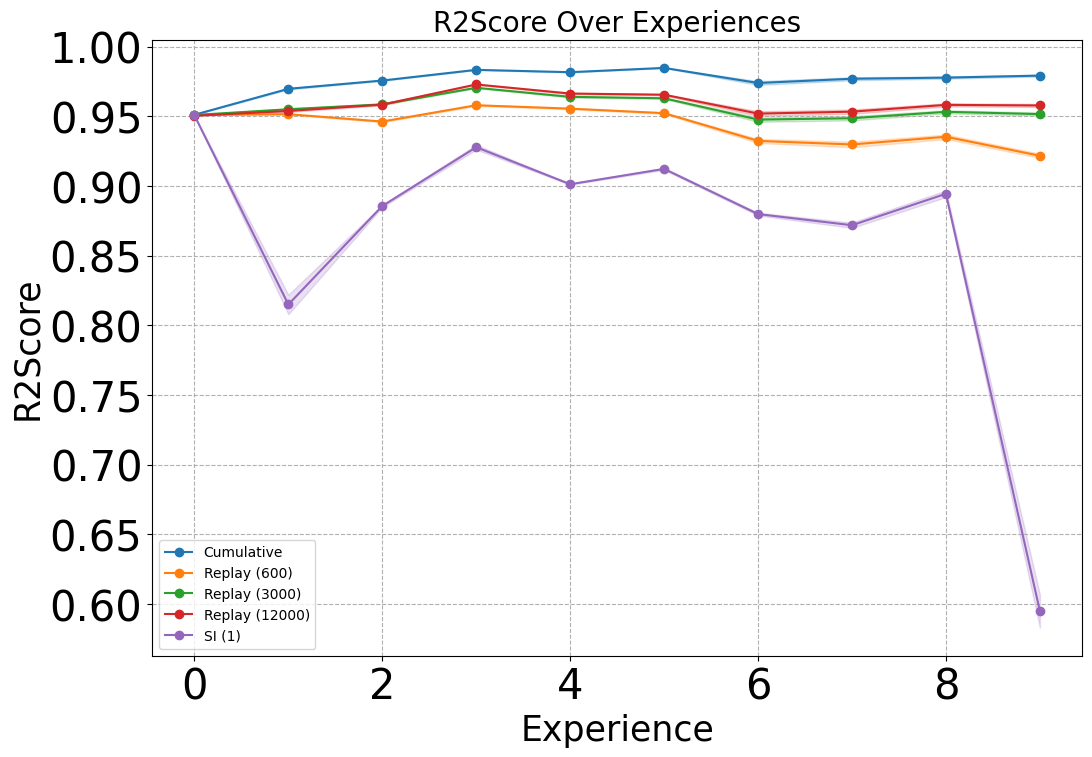 R2Score Over Experiences
1.00
0.95
0.90
0.85
0.80
0.75
0.70
0.65
0.60
R2Score
Cumulative
Replay (600)
Replay (3000)
Replay (12000)
SI (1)
0 2 4 6 8
Experience